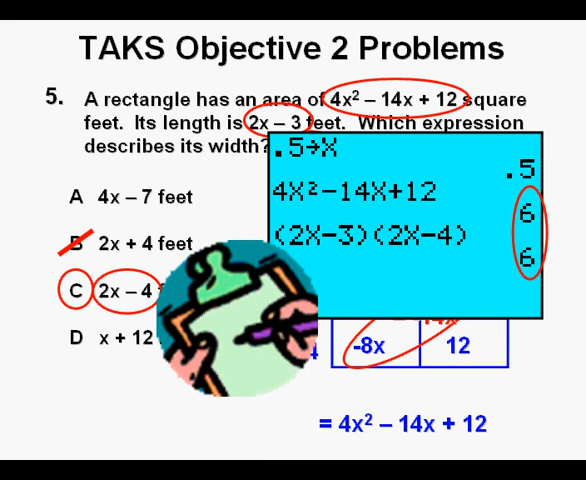 TAKS Objective 2 Problems
5. A rectangle has an area of 4x² – 14x + 12 square
feet. Its length is 2x – 3 feet. Which expression
describes its width?
.5→X
.5
4X²-14X+12
6
(2X-3)(2X-4)
6
A 4x – 7 feet
B 2x + 4 feet
C 2x – 4
D x + 12
-8x 12
= 4x² – 14x + 12